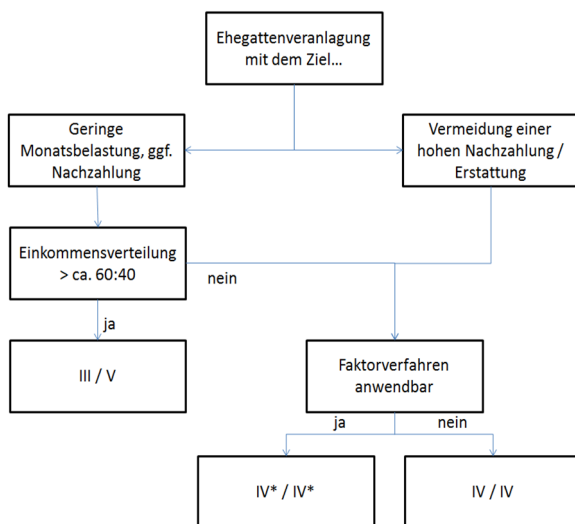 Ehegattenveranlagung
mit dem Ziel...
Geringe
Monatsbelastung, ggf.
Nachzahlung
Vermeidung einer
hohen Nachzahlung /
Erstattung
Einkommensverteilung
> ca. 60:40
nein
ja
III / V
Faktorverfahren
anwendbar
ja
nein
IV* / IV*
IV / IV